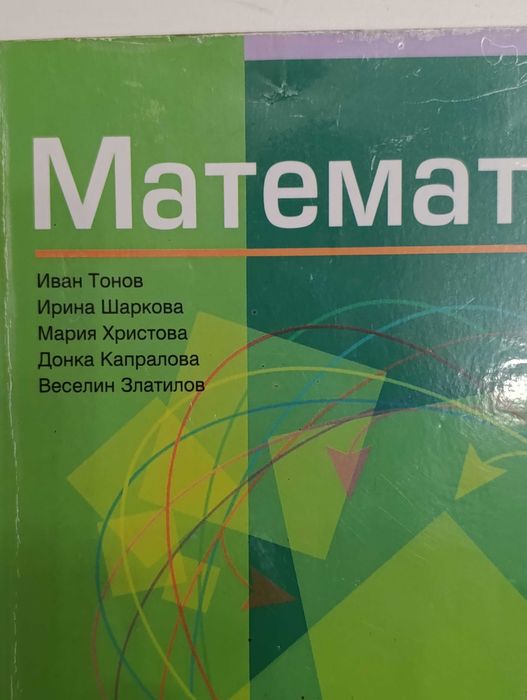 Математ
Иван Тонов
Ирина Шаркова
Мария Христова
Донка Капралова
Веселин Златилов